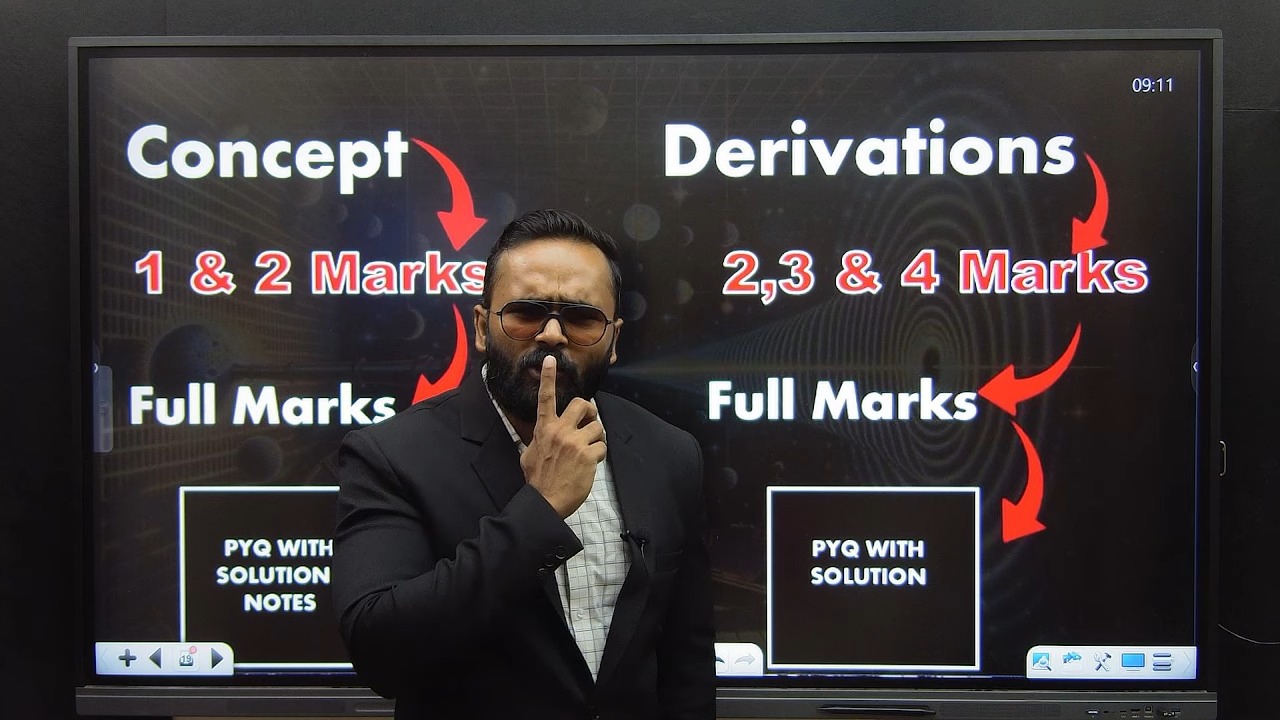 09:11
Concept
1 & 2 Marks
Full Marks
PYQ WITH
SOLUTION
NOTES
Derivations
2,3 & 4 Marks
Full Marks
PYQ WITH
SOLUTION
19